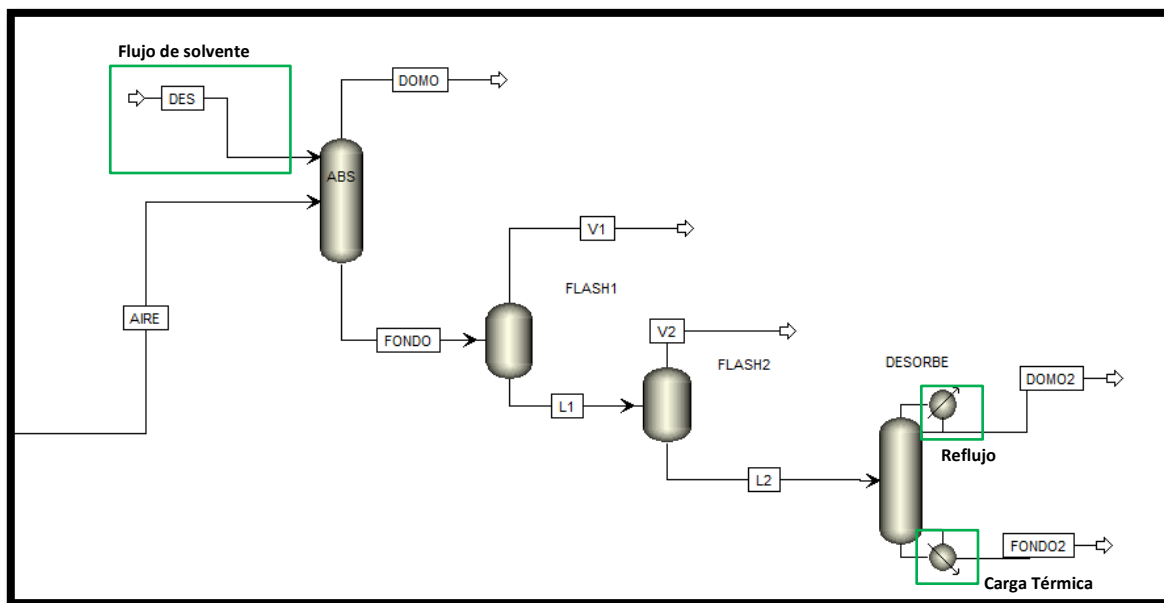 Flujo de solvente
DES
DOMO
ABS
AIRE
FONDO
V1
FLASH1
L1
V2
FLASH2
L2
DESORBE
DOMO2
Reflujo
FONDO2
Carga Térmica